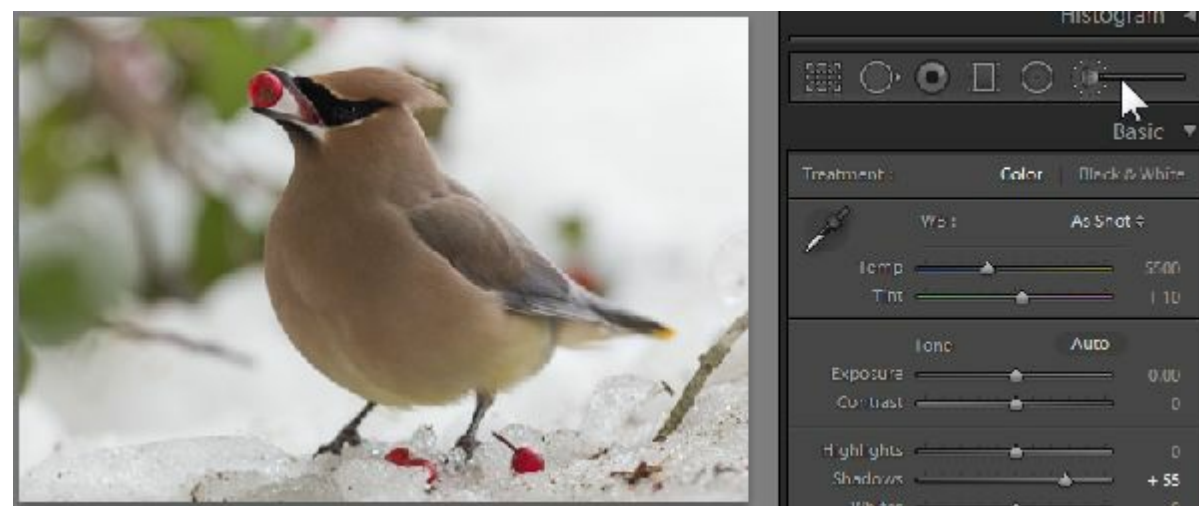 Histogram
Basic
Treatment : Color Black & White
WB : As Shot
Temp 5500
Tint + 10
Tone Auto
Exposure 0.00
Contrast 0
Highlights 0
Shadows + 55